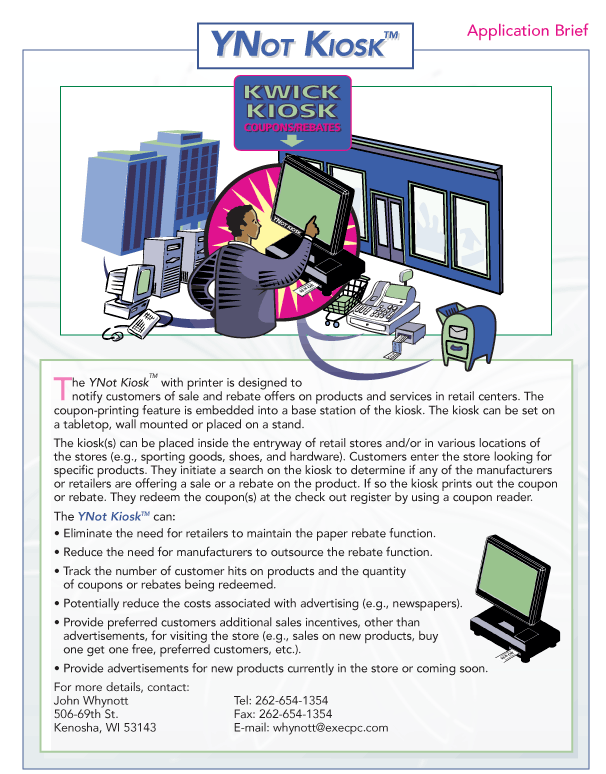 Application Brief
YNOT KIOSK™
KWICK
KIOSK
COUPONS/REBATES
YNOT KIOSK
The YNot Kiosk™ with printer is designed to
notify customers of sale and rebate offers on products and services in retail centers. The
coupon-printing feature is embedded into a base station of the kiosk. The kiosk can be set on
a tabletop, wall mounted or placed on a stand.
The kiosk(s) can be placed inside the entryway of retail stores and/or in various locations of
the stores (e.g., sporting goods, shoes, and hardware). Customers enter the store looking for
specific products. They initiate a search on the kiosk to determine if any of the manufacturers
or retailers are offering a sale or a rebate on the product. If so the kiosk prints out the coupon
or rebate. They redeem the coupon(s) at the check out register by using a coupon reader.
The YNot Kiosk™ can:
• Eliminate the need for retailers to maintain the paper rebate function.
• Reduce the need for manufacturers to outsource the rebate function.
• Track the number of customer hits on products and the quantity
of coupons or rebates being redeemed.
• Potentially reduce the costs associated with advertising (e.g., newspapers).
• Provide preferred customers additional sales incentives, other than
advertisements, for visiting the store (e.g., sales on new products, buy
one get one free, preferred customers, etc.).
• Provide advertisements for new products currently in the store or coming soon.
For more details, contact:
John Whynott
506-69th St.
Kenosha, WI 53143
Tel: 262-654-1354
Fax: 262-654-1354
E-mail: whynott@execpc.com